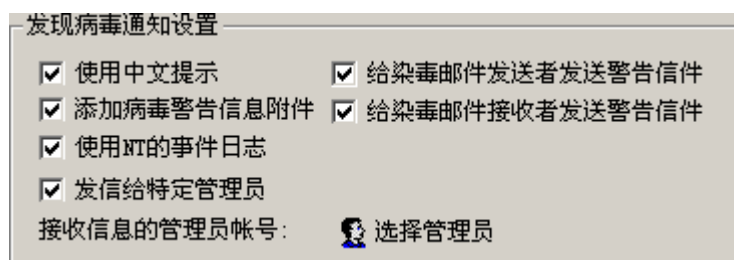 发现病毒通知设置
使用中文提示 给染毒邮件发送者发送警告信件
添加病毒警告信息附件 给染毒邮件接收者发送警告信件
使用NT的事件日志
发信给特定管理员
接收信息的管理员帐号: 选择管理员